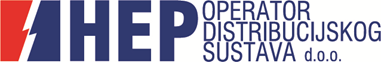 HEP
OPERATOR
DISTRIBUCIJSKOG
SUSTAVA d.o.o.